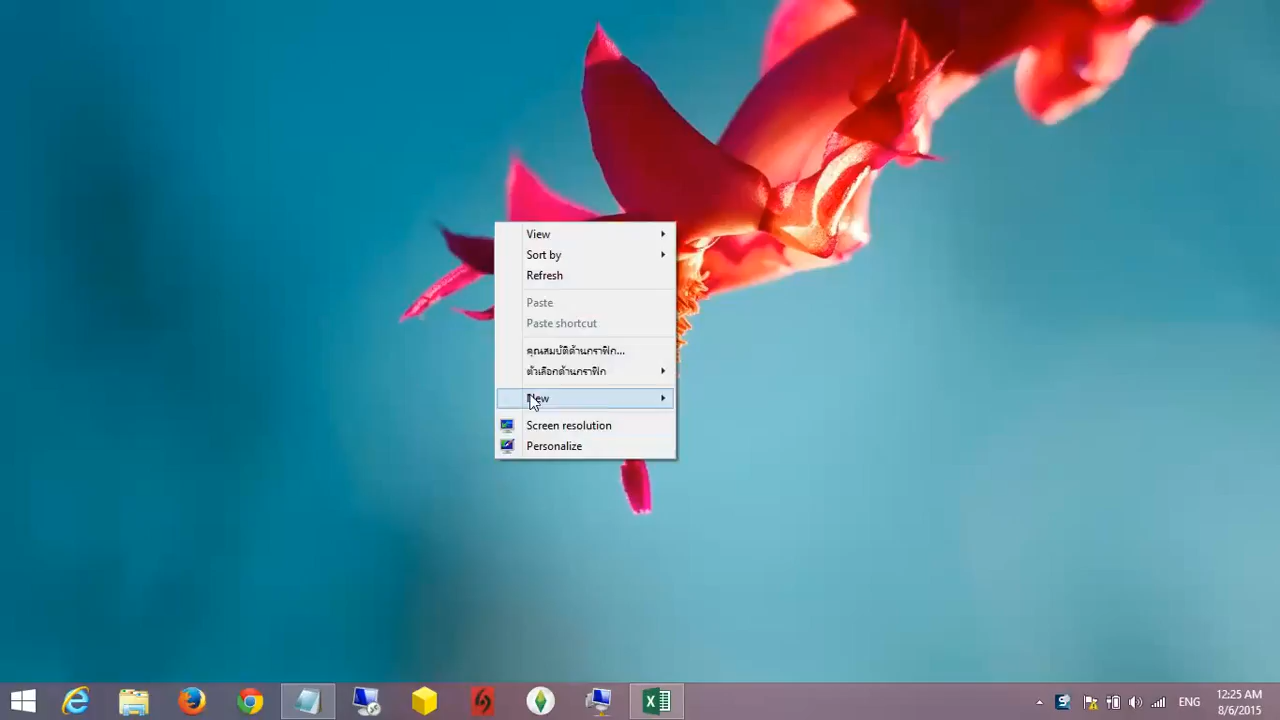 View
Sort by
Refresh
Paste
Paste shortcut
คุณสมบัติด้านกราฟิก...
ตัวเลือกด้านกราฟิก
New
Screen resolution
Personalize
ENG
12:25 AM
8/6/2015